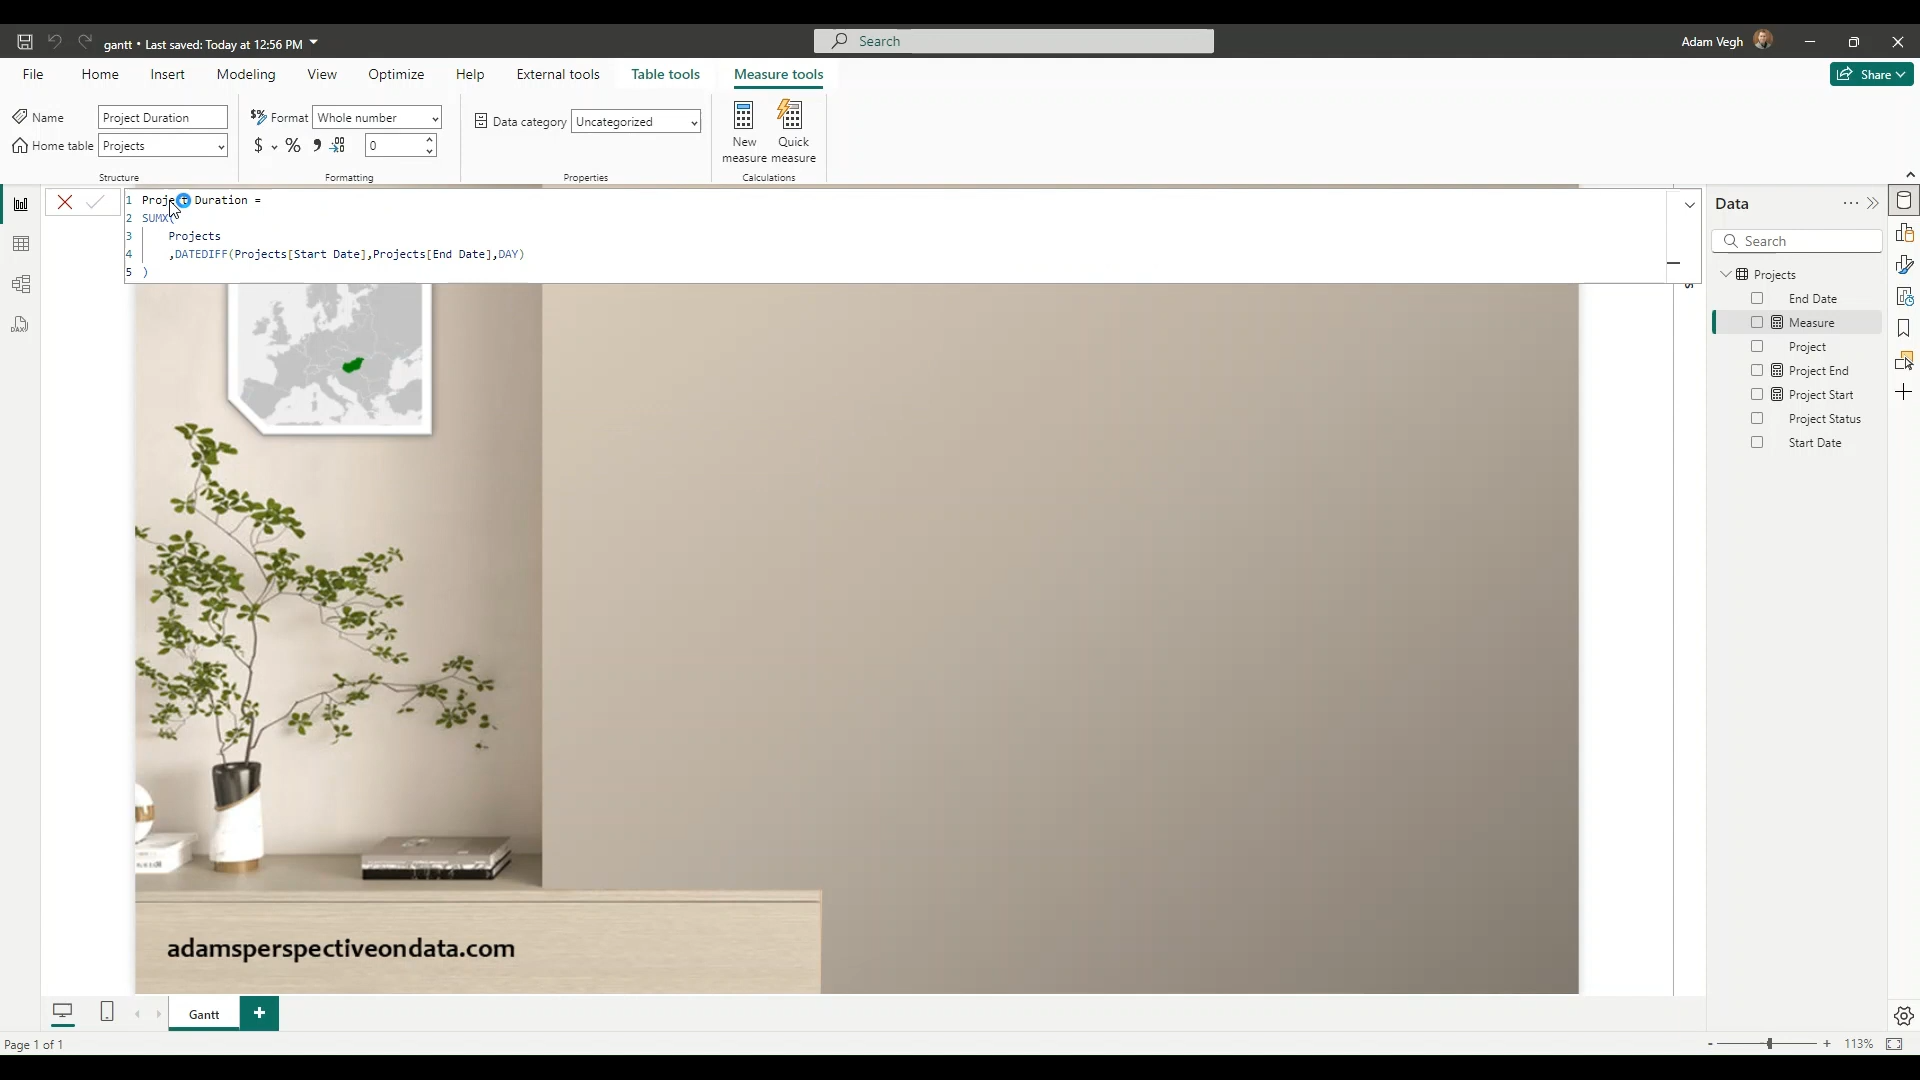 gantt • Last saved: Today at 12:56 PM
Search
Adam Vegh
File Home Insert Modeling View Optimize Help External tools Table tools Measure tools
Share
Name Project Duration
Home table Projects
Structure
Format Whole number
$ % 0
Formatting
Data category Uncategorized
Properties
New measure
Quick measure
Calculations
1 Project Duration =
2 SUMX(
3 Projects
4 ,DATEDIFF(Projects[Start Date],Projects[End Date],DAY)
5 )
Data
Search
Projects
End Date
Measure
Project
Project End
Project Start
Project Status
Start Date
DAX
adamsperspectiveondata.com
Gantt
Page 1 of 1
- + 113%